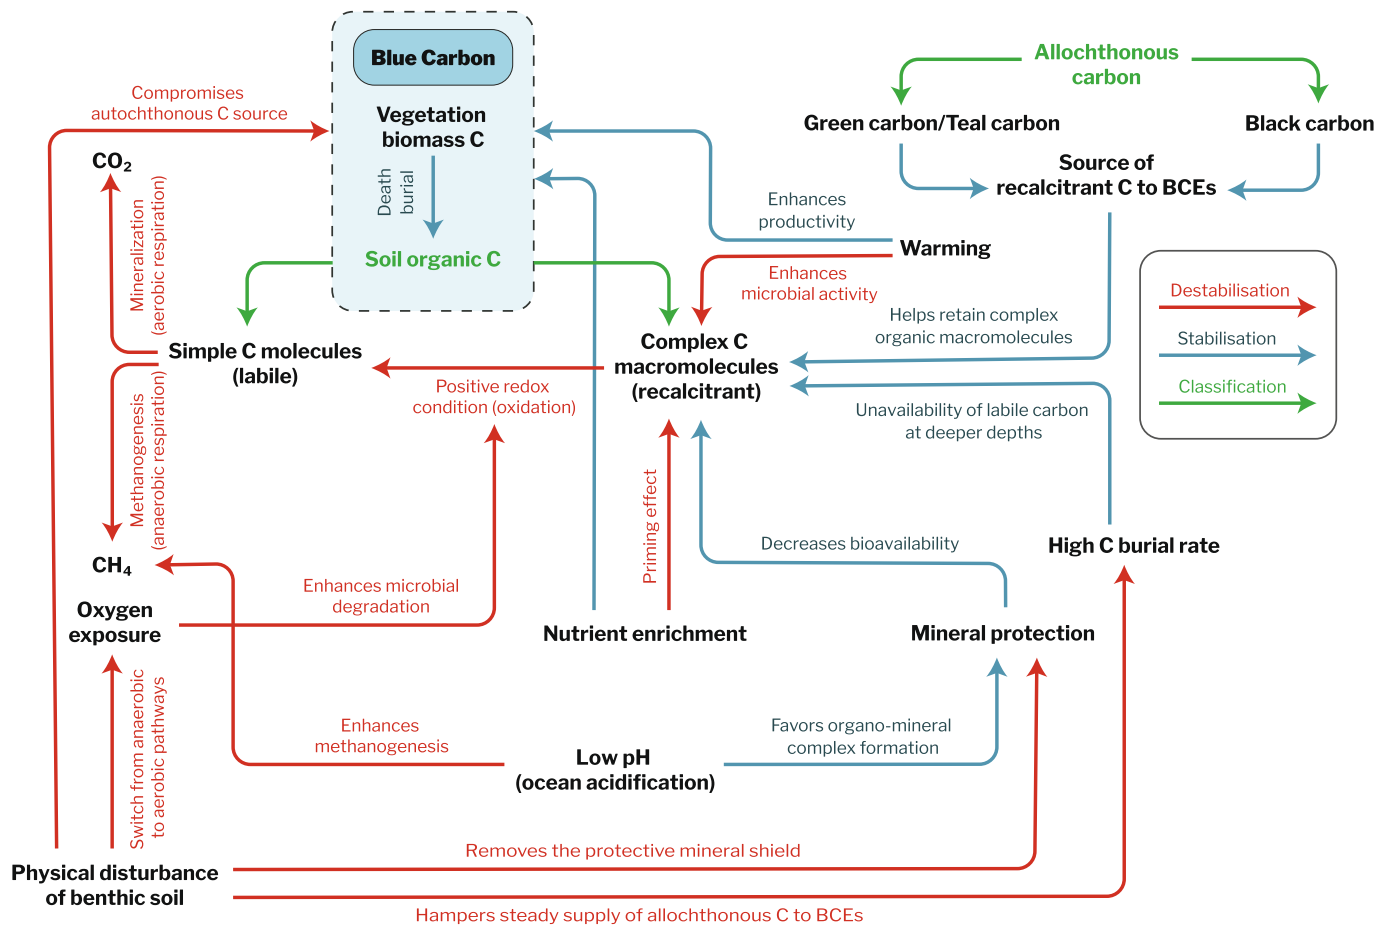 Blue Carbon
Vegetation
biomass C
Death
burial
Soil organic C
Allochthonous
carbon
Green carbon/Teal carbon
Black carbon
Source of
recalcitrant C to BCEs
Compromises
autochthonous C source
CO₂
Mineralization
(aerobic respiration)
Enhances
productivity
Warming
Enhances
microbial activity
Destabilisation
Stabilisation
Classification
Helps retain complex
organic macromolecules
Simple C molecules
(labile)
Complex C
macromolecules
(recalcitrant)
Positive redox
condition (oxidation)
Unavailability of labile carbon
at deeper depths
Methanogenesis
(anaerobic respiration)
Priming effect
Decreases bioavailability
High C burial rate
CH₄
Enhances microbial
degradation
Oxygen
exposure
Nutrient enrichment
Mineral protection
Switch from anaerobic
to aerobic pathways
Enhances
methanogenesis
Low pH
(ocean acidification)
Favors organo-mineral
complex formation
Physical disturbance
of benthic soil
Removes the protective mineral shield
Hampers steady supply of allochthonous C to BCEs